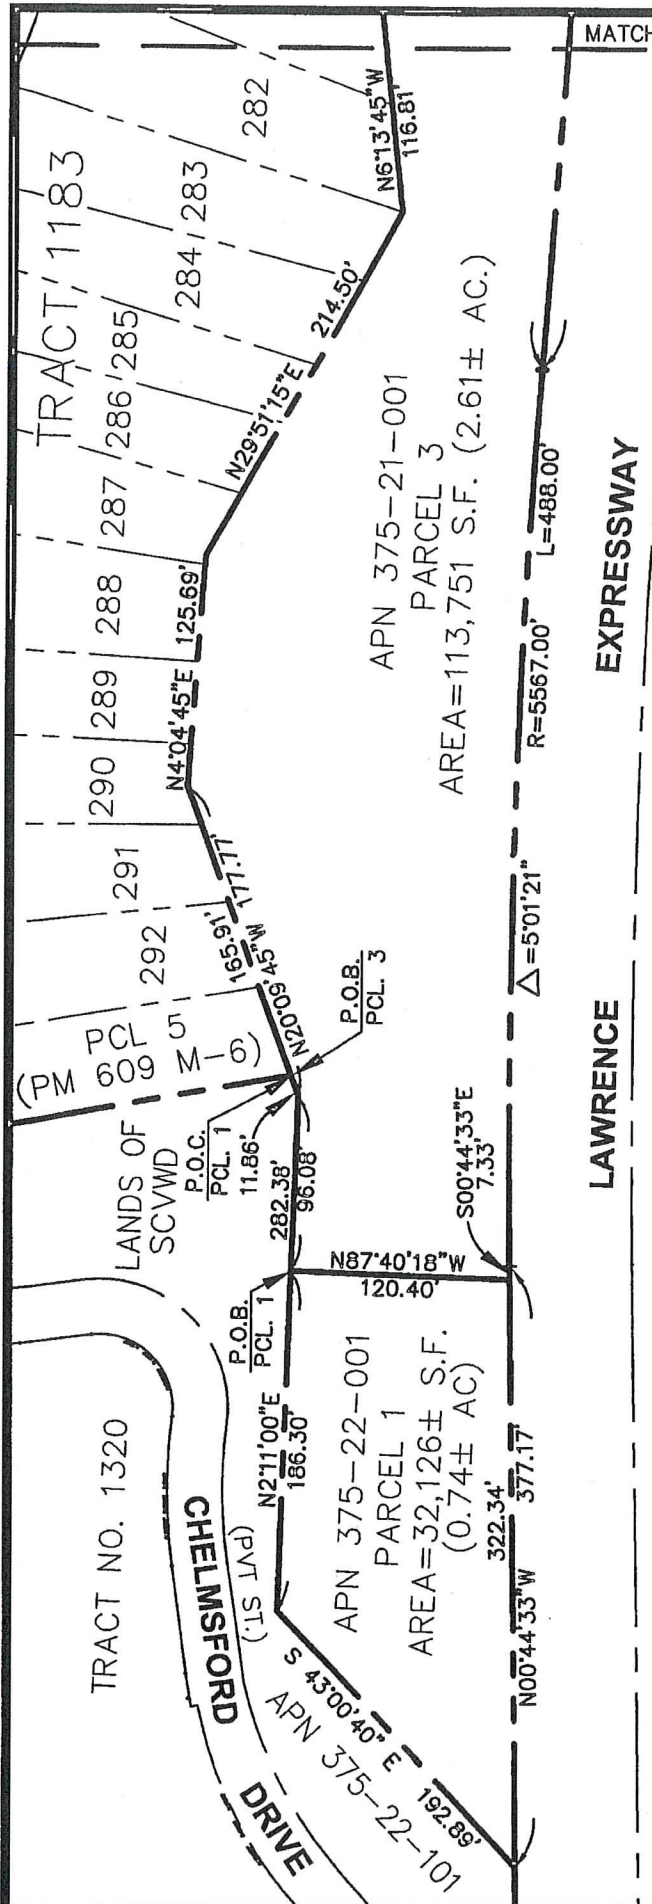 MATCH
N6°13'45"W
116.81'
282
283
284
285
286
287
288
289
290
291
292
TRACT 1183
214.50'
N29°51'15"E
125.69'
N4°04'45"E
177.77'
165.91'
N20°09'45"W
APN 375-21-001
PARCEL 3
AREA=113,751 S.F. (2.61± AC.)
L=488.00'
R=5567.00'
△=5°01'21"
LAWRENCE EXPRESSWAY
PCL 5
(PM 609 M-6)
P.O.B.
PCL. 3
P.O.C.
PCL. 1
11.86'
LANDS OF
SCVWD
282.38'
96.08'
S00°44'33"E
7.33'
N87°40'18"W
120.40'
P.O.B.
PCL. 1
N2°11'00"E
186.30'
APN 375-22-001
PARCEL 1
AREA=32,126± S.F.
(0.74± AC)
322.34'
377.17'
N00°44'33"W
TRACT NO. 1320
CHELMSFORD DRIVE
(PVT ST.)
S 43°00'40" E
192.89'
APN 375-22-101